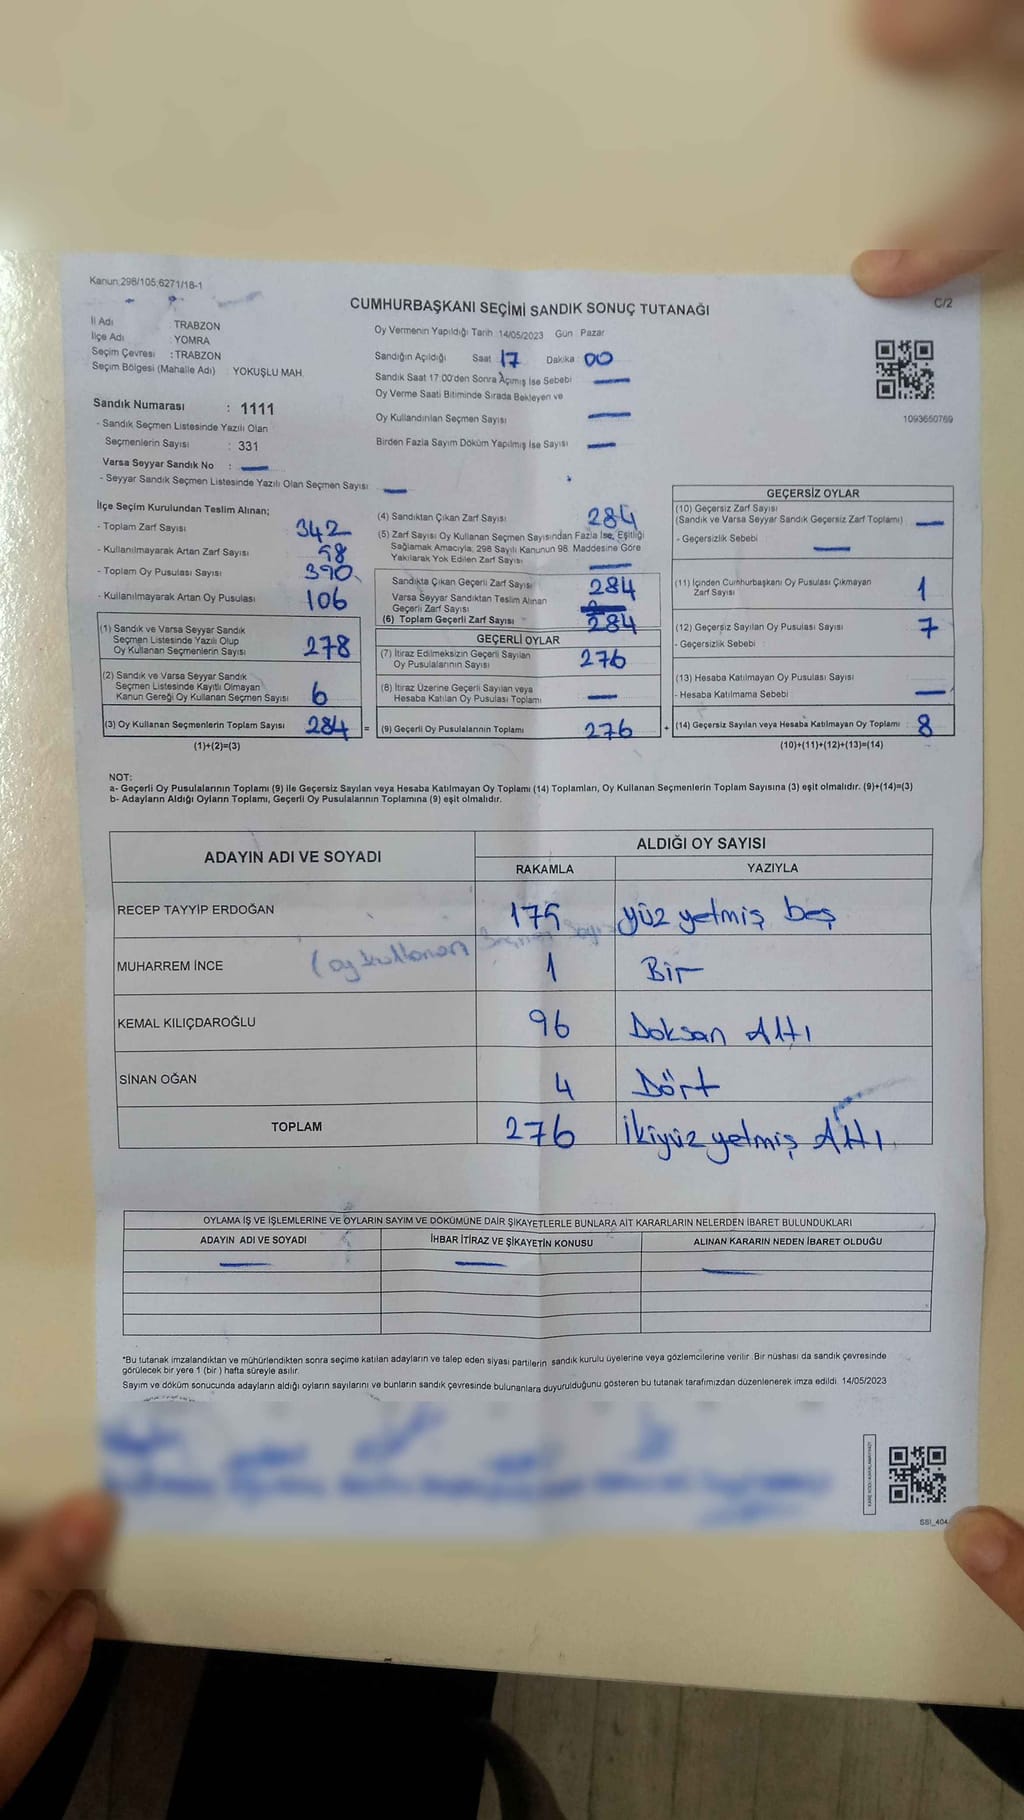 Kanun:298/105;6271/18-1
CUMHURBAŞKANI SEÇİMİ SANDIK SONUÇ TUTANAĞI
C/2
İl Adı : TRABZON
İlçe Adı : YOMRA
Seçim Çevresi : TRABZON
Seçim Bölgesi (Mahalle Adı) : YOKUŞLU MAH.
Sandık Numarası : 1111
- Sandık Seçmen Listesinde Yazılı Olan
Seçmenlerin Sayısı : 331
Varsa Seyyar Sandık No : —
- Seyyar Sandık Seçmen Listesinde Yazılı Olan Seçmen Sayısı —
Oy Vermenin Yapıldığı Tarih 14/05/2023 Gün Pazar
Sandığın Açıldığı Saat 17 Dakika : 00
Sandık Saat 17:00'den Sonra Açılmış İse Sebebi —
Oy Verme Saati Bitiminde Sırada Bekleyen ve
Oy Kullandırılan Seçmen Sayısı —
Birden Fazla Sayım Döküm Yapılmış İse Sayısı —
1093650769
İlçe Seçim Kurulundan Teslim Alınan;
- Toplam Zarf Sayısı 342
- Kullanılmayarak Artan Zarf Sayısı 58
- Toplam Oy Pusulası Sayısı 390
- Kullanılmayarak Artan Oy Pusulası 106
(1) Sandık ve Varsa Seyyar Sandık
Seçmen Listesinde Yazılı Olup
Oy Kullanan Seçmenlerin Sayısı 278
(2) Sandık ve Varsa Seyyar Sandık
Seçmen Listesinde Kayıtlı Olmayan
Kanun Gereği Oy Kullanan Seçmen Sayısı 6
(3) Oy Kullanan Seçmenlerin Toplam Sayısı 284 =
(1)+(2)=(3)
(4) Sandıktan Çıkan Zarf Sayısı 284
(5) Zarf Sayısı Oy Kullanan Seçmen Sayısından Fazla İse, Eşitliği
Sağlamak Amacıyla; 298 Sayılı Kanunun 98. Maddesine Göre
Yakılarak Yok Edilen Zarf Sayısı —
Sandıkta Çıkan Geçerli Zarf Sayısı 284
Varsa Seyyar Sandıktan Teslim Alınan
Geçerli Zarf Sayısı —
(6) Toplam Geçerli Zarf Sayısı 284
GEÇERLİ OYLAR
(7) İtiraz Edilmeksizin Geçerli Sayılan
Oy Pusulalarının Sayısı 276
(8) İtiraz Üzerine Geçerli Sayılan veya
Hesaba Katılan Oy Pusulası Toplamı —
(9) Geçerli Oy Pusulalarının Toplamı 276 +
GEÇERSİZ OYLAR
(10) Geçersiz Zarf Sayısı
(Sandık ve Varsa Seyyar Sandık Geçersiz Zarf Toplamı) —
- Geçersizlik Sebebi : —
(11) İçinden Cumhurbaşkanı Oy Pusulası Çıkmayan
Zarf Sayısı 1
(12) Geçersiz Sayılan Oy Pusulası Sayısı 7
- Geçersizlik Sebebi :
(13) Hesaba Katılmayan Oy Pusulası Sayısı
- Hesaba Katılmama Sebebi : —
(14) Geçersiz Sayılan veya Hesaba Katılmayan Oy Toplamı : 8
(10)+(11)+(12)+(13)=(14)
NOT:
a- Geçerli Oy Pusulalarının Toplamı (9) ile Geçersiz Sayılan veya Hesaba Katılmayan Oy Toplamı (14) Toplamları, Oy Kullanan Seçmenlerin Toplam Sayısına (3) eşit olmalıdır. (9)+(14)=(3)
b- Adayların Aldığı Oyların Toplamı, Geçerli Oy Pusulalarının Toplamına (9) eşit olmalıdır.
ADAYIN ADI VE SOYADI ALDIĞI OY SAYISI
RAKAMLA YAZIYLA
RECEP TAYYİP ERDOĞAN 175 yüz yetmiş beş
(oy kullanan Seçmen Sayısı
MUHARREM İNCE 1 Bir
KEMAL KILIÇDAROĞLU 96 Doksan Altı
SİNAN OĞAN 4 Dört
TOPLAM 276 İkiyüz yetmiş Altı
OYLAMA İŞ VE İŞLEMLERİNE VE OYLARIN SAYIM VE DÖKÜMÜNE DAİR ŞİKAYETLERLE BUNLARA AİT KARARLARIN NELERDEN İBARET BULUNDUKLARI
ADAYIN ADI VE SOYADI İHBAR İTİRAZ VE ŞİKAYETİN KONUSU ALINAN KARARIN NEDEN İBARET OLDUĞU
— — —
*Bu tutanak imzalandıktan ve mühürlendikten sonra seçime katılan adayların ve talep eden siyasi partilerin sandık kurulu üyelerine veya gözlemcilerine verilir. Bir nüshası da sandık çevresinde
görülecek bir yere 1 (bir) hafta süreyle asılır.
Sayım ve döküm sonucunda adayların aldığı oyların sayılarını ve bunların sandık çevresinde bulunanlara duyurulduğunu gösteren bu tutanak tarafımızdan düzenlenerek imza edildi. 14/05/2023
SSI_404